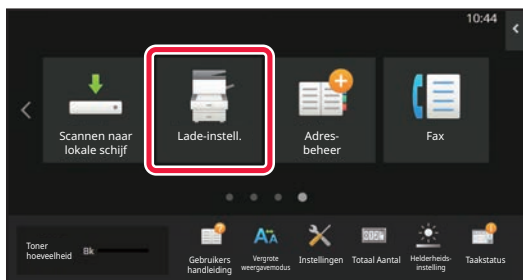 10:44
Scannen naar
lokale schijf
Lade-instell.
Adres-
beheer
Fax
Toner
hoeveelheid
Bk
Gebruikers
handleiding
Vergrote
weergavemodus
Instellingen
Totaal Aantal
Helderheids-
instelling
Taakstatus